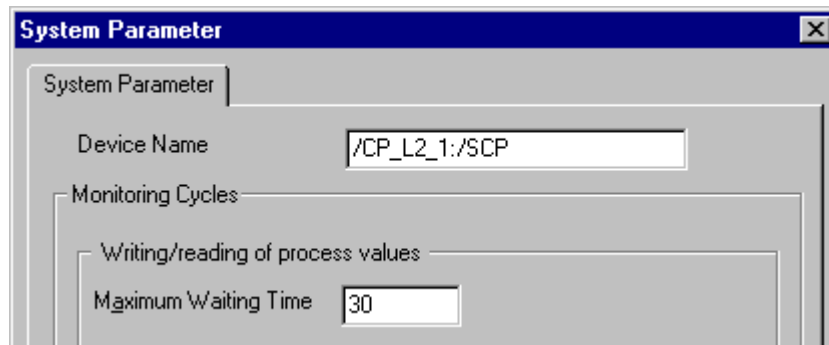 System Parameter
System Parameter
Device Name /CP_L2_1:/SCP
Monitoring Cycles
Writing/reading of process values
Maximum Waiting Time 30